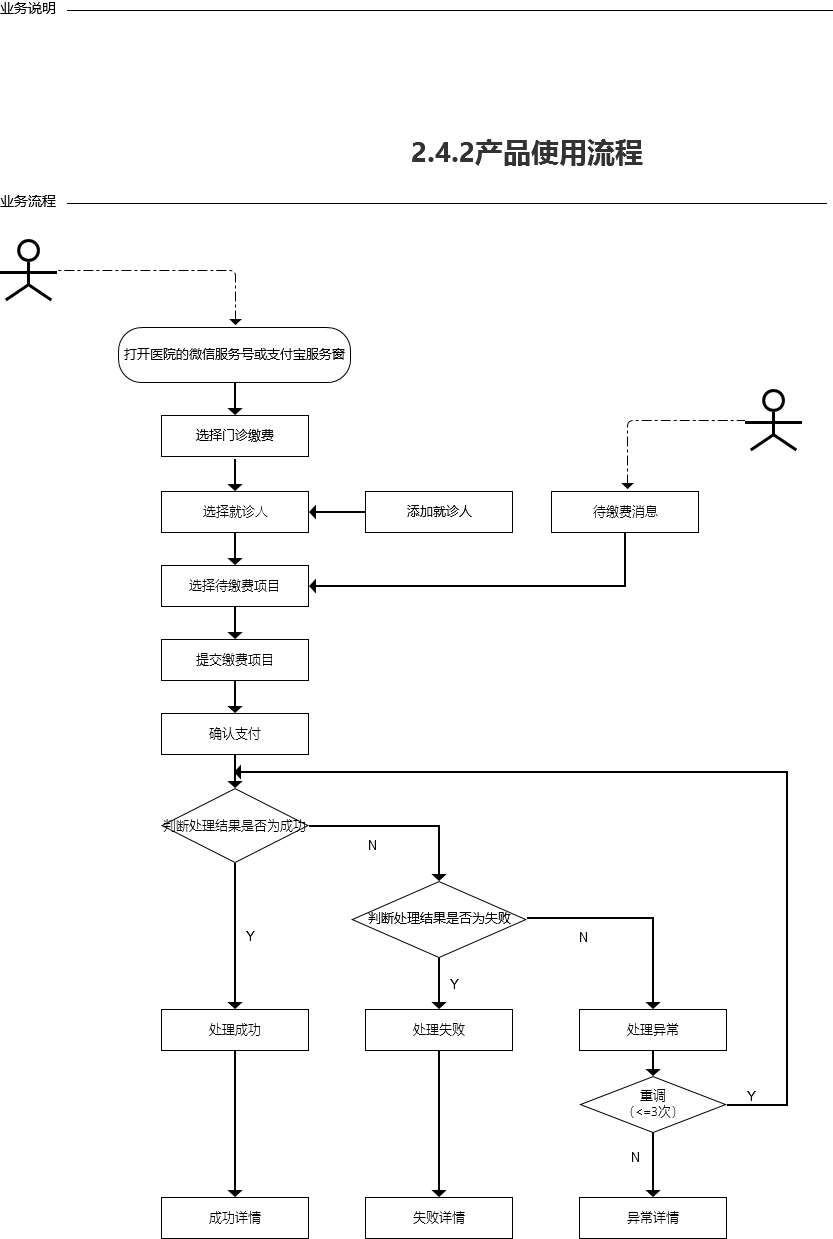 业务说明
2.4.2产品使用流程
业务流程
打开医院的微信服务号或支付宝服务窗
选择门诊缴费
选择就诊人
添加就诊人
待缴费消息
选择待缴费项目
提交缴费项目
确认支付
判断处理结果是否为成功
N
判断处理结果是否为失败
Y
N
Y
处理成功
处理失败
处理异常
重调
（<=3次）
Y
N
成功详情
失败详情
异常详情